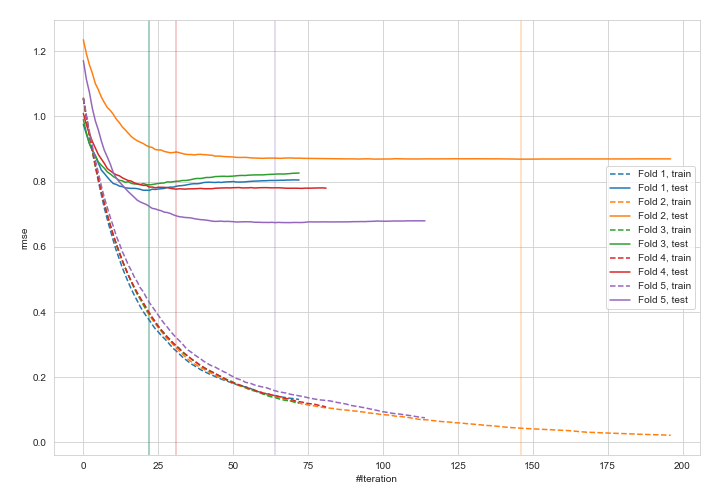 1.2
1.0
0.8
0.6
0.4
0.2
0.0
rmse
0
25
50
75
100
125
150
175
200
#Iteration
Fold 1, train
Fold 1, test
Fold 2, train
Fold 2, test
Fold 3, train
Fold 3, test
Fold 4, train
Fold 4, test
Fold 5, train
Fold 5, test